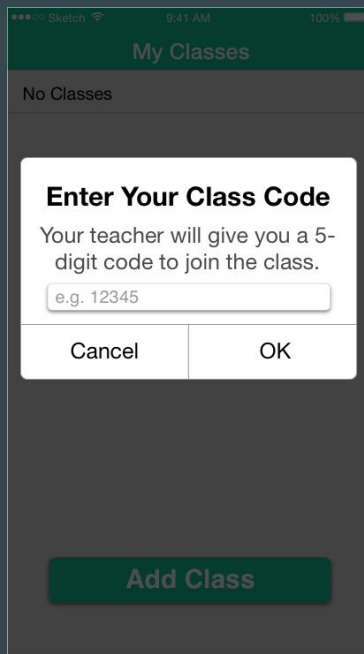 Sketch 9:41 AM 100%
My Classes
No Classes
Enter Your Class Code
Your teacher will give you a 5-
digit code to join the class.
e.g. 12345
Cancel OK
Add Class